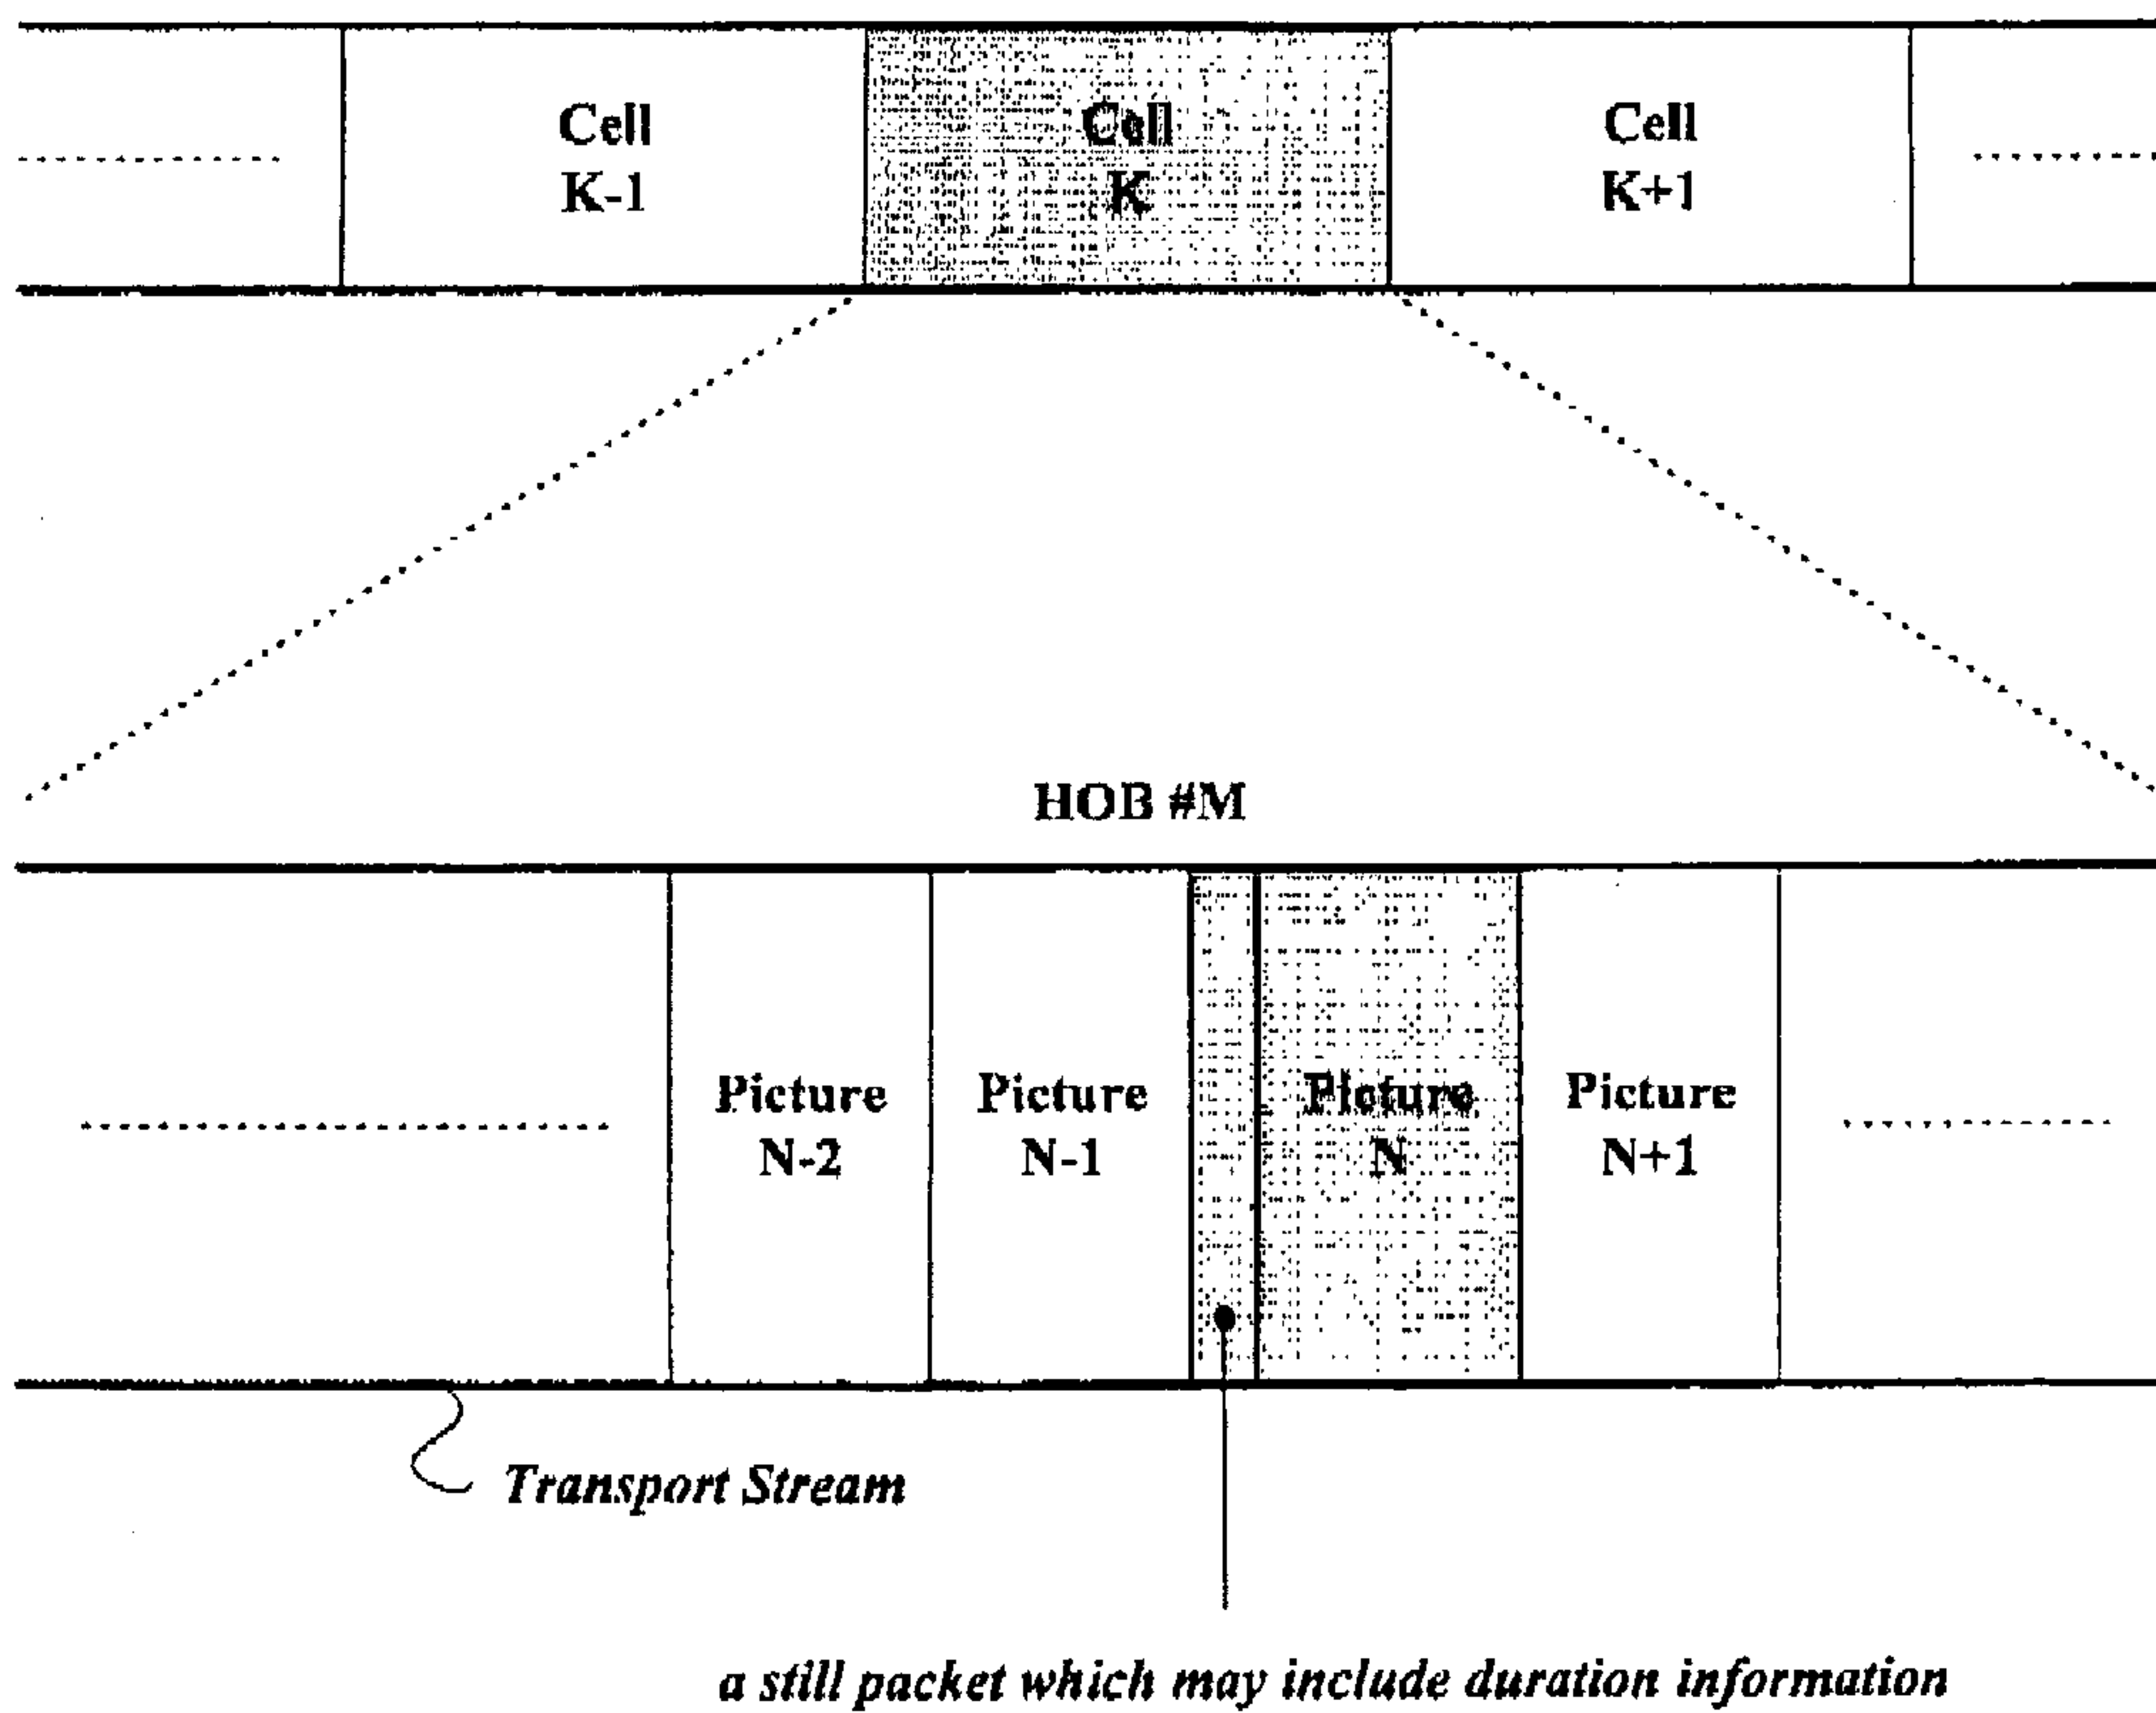 Cell
K-1
Cell
K
Cell
K+1
HOB #M
Picture
N-2
Picture
N-1
Picture
N
Picture
N+1
Transport Stream
a still packet which may include duration information